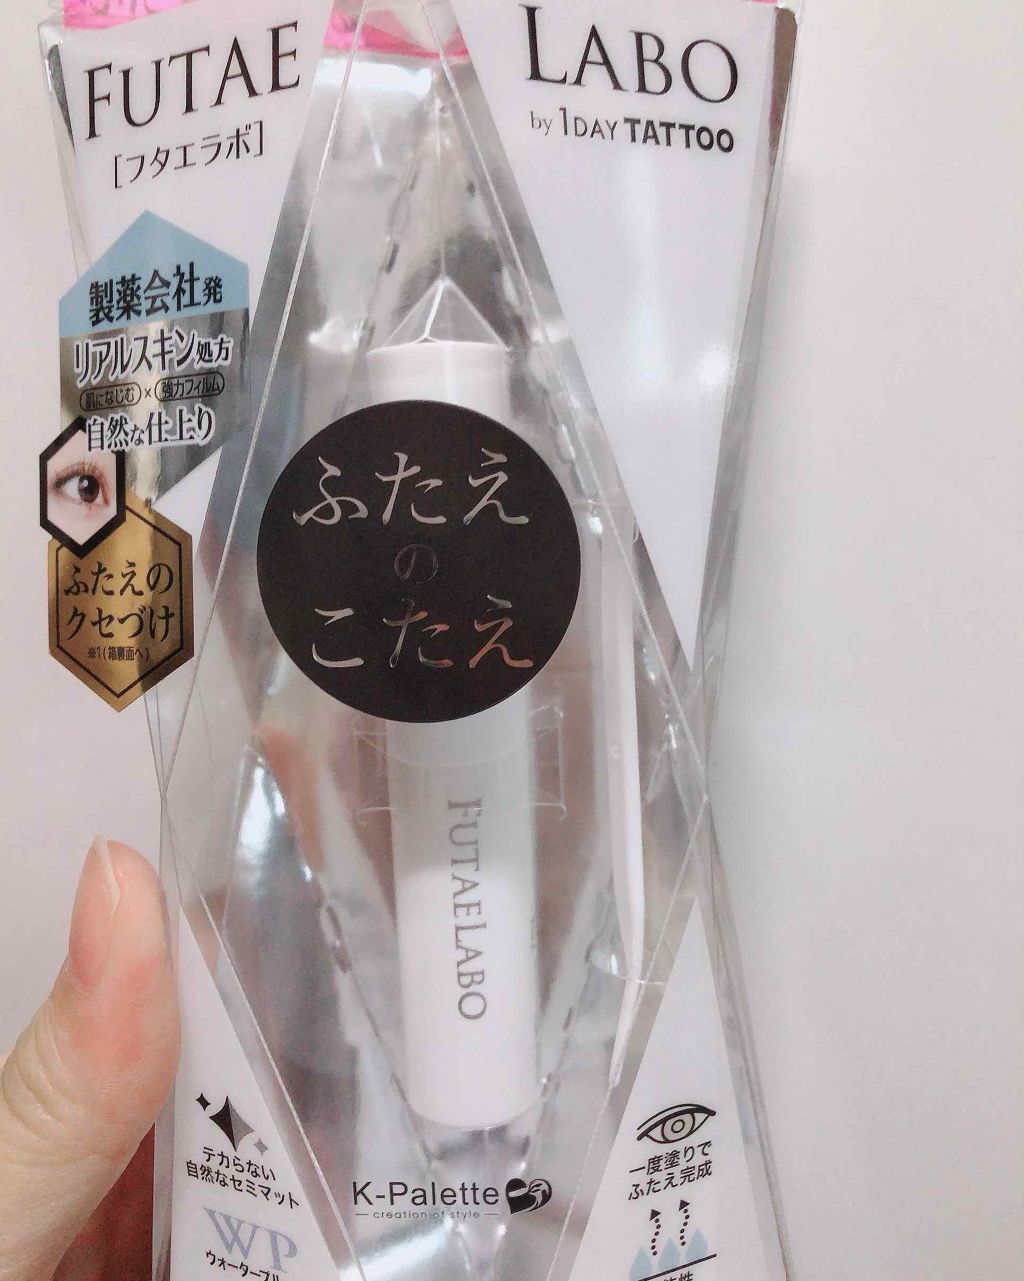 FUTAE
[フタエラボ]
LABO
by 1DAY TATTOO
製薬会社発
リアルスキン処方
肌になじむ×強力フィルム
自然な仕上り
ふたえの
クセづけ
※1(箱裏面へ)
ふたえ
の
こたえ
FUTAELABO
テカらない
自然なセミマット
WP
ウォータープル
K-Palette
creation of style
一度塗りで
ふたえ完成